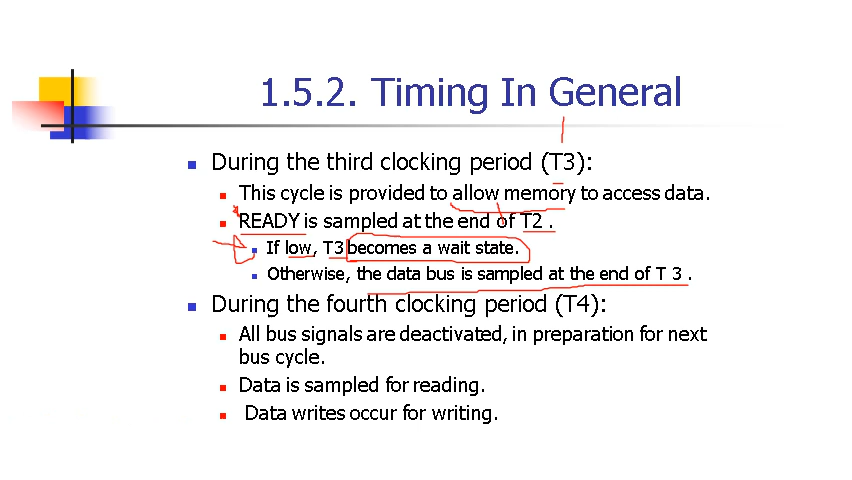 1.5.2. Timing In General
During the third clocking period (T3):
This cycle is provided to allow memory to access data.
READY is sampled at the end of T2 .
If low, T3 becomes a wait state.
Otherwise, the data bus is sampled at the end of T 3 .
During the fourth clocking period (T4):
All bus signals are deactivated, in preparation for next
bus cycle.
Data is sampled for reading.
Data writes occur for writing.